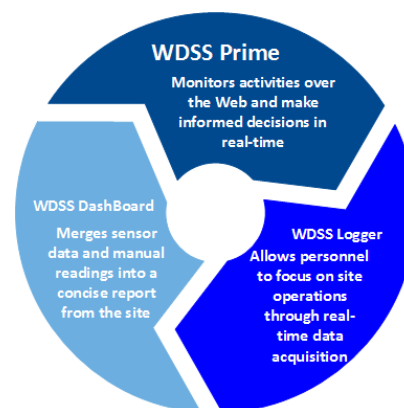 WDSS Prime
Monitors activities over
the Web and make
informed decisions in
real-time
WDSS DashBoard
Merges sensor
data and manual
readings into a
concise report
from the site
WDSS Logger
Allows personnel
to focus on site
operations
through real-
time data
acquisition